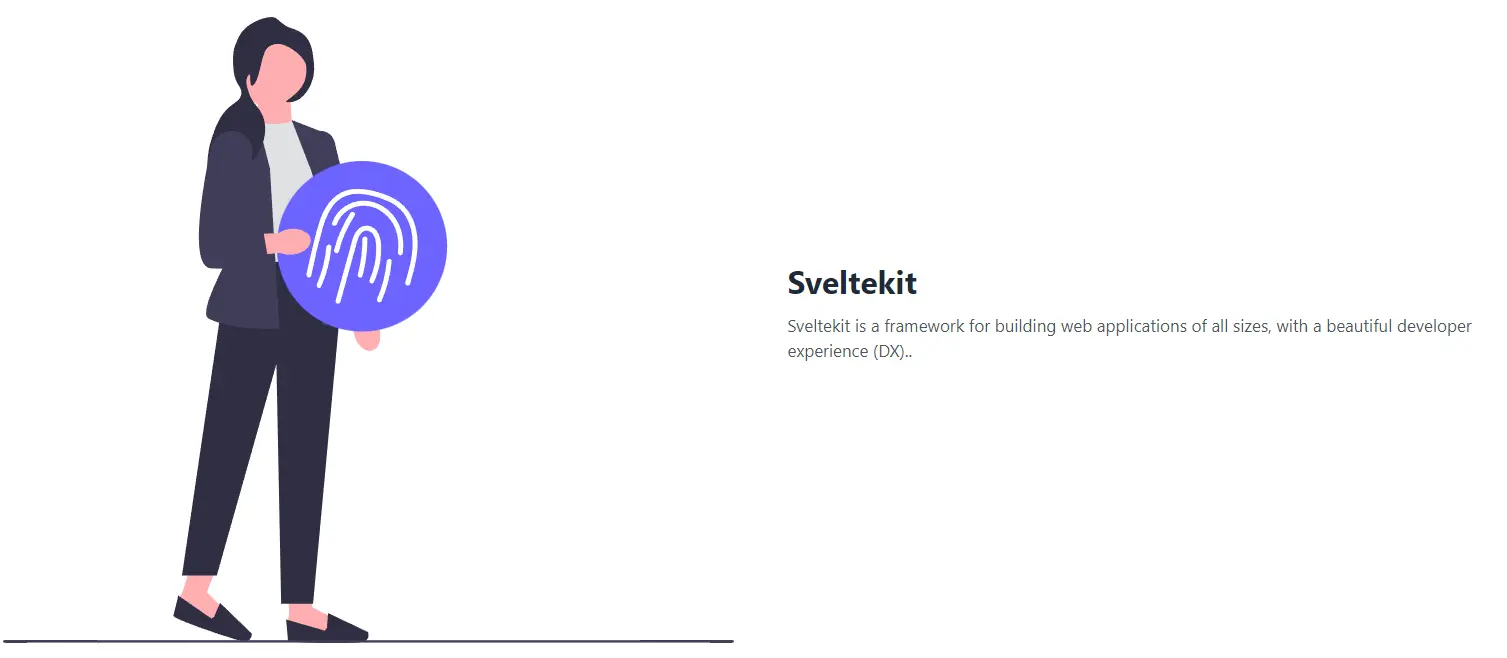 Sveltekit
Sveltekit is a framework for building web applications of all sizes, with a beautiful developer
experience (DX)..